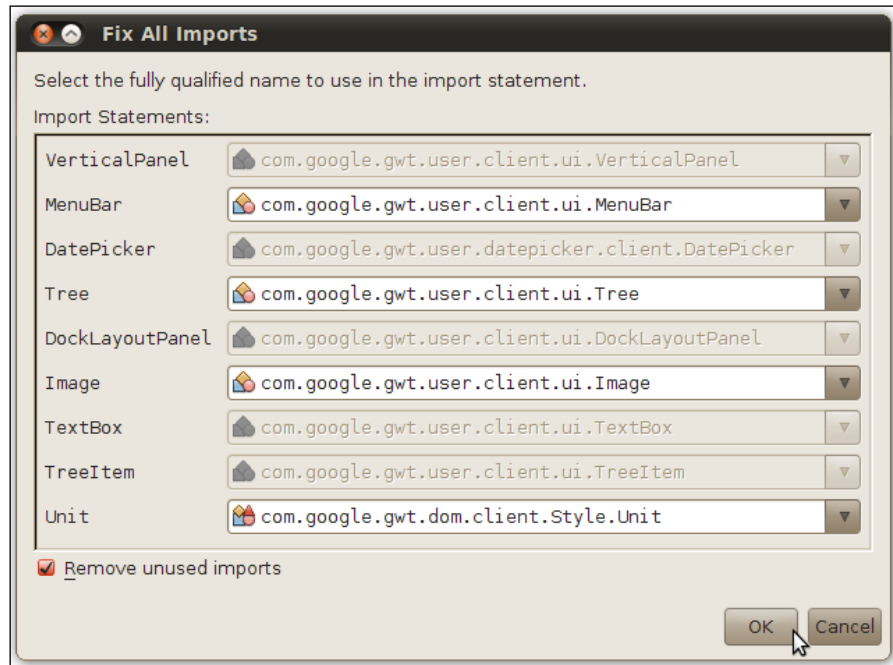 Fix All Imports
Select the fully qualified name to use in the import statement.
Import Statements:
VerticalPanel com.google.gwt.user.client.ui.VerticalPanel
MenuBar com.google.gwt.user.client.ui.MenuBar
DatePicker com.google.gwt.user.datepicker.client.DatePicker
Tree com.google.gwt.user.client.ui.Tree
DockLayoutPanel com.google.gwt.user.client.ui.DockLayoutPanel
Image com.google.gwt.user.client.ui.Image
TextBox com.google.gwt.user.client.ui.TextBox
TreeItem com.google.gwt.user.client.ui.TreeItem
Unit com.google.gwt.dom.client.Style.Unit
Remove unused imports
OK Cancel